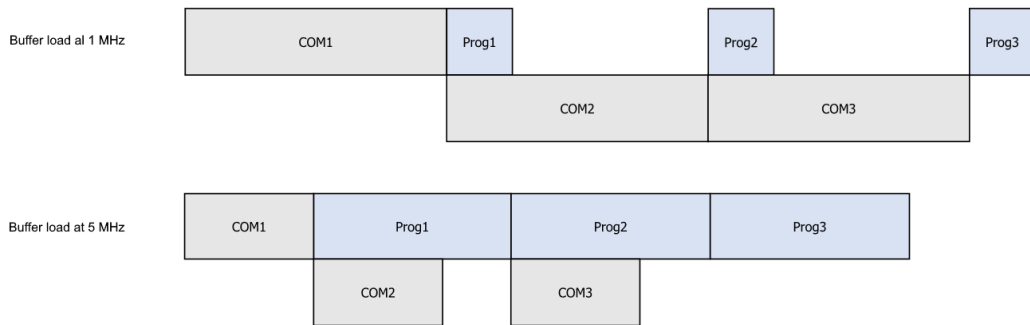 Buffer load al 1 MHz
COM1
Prog1
Prog2
Prog3
COM2
COM3
Buffer load at 5 MHz
COM1
Prog1
Prog2
Prog3
COM2
COM3